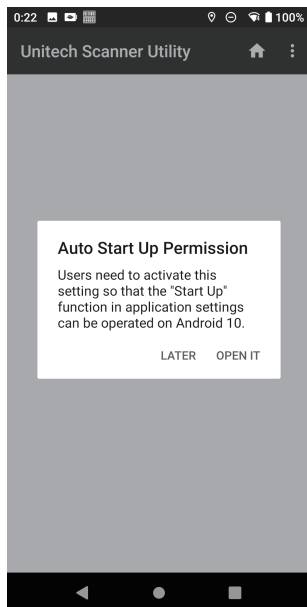 0:22 100%
Unitech Scanner Utility
Auto Start Up Permission
Users need to activate this
setting so that the "Start Up"
function in application settings
can be operated on Android 10.
LATER OPEN IT